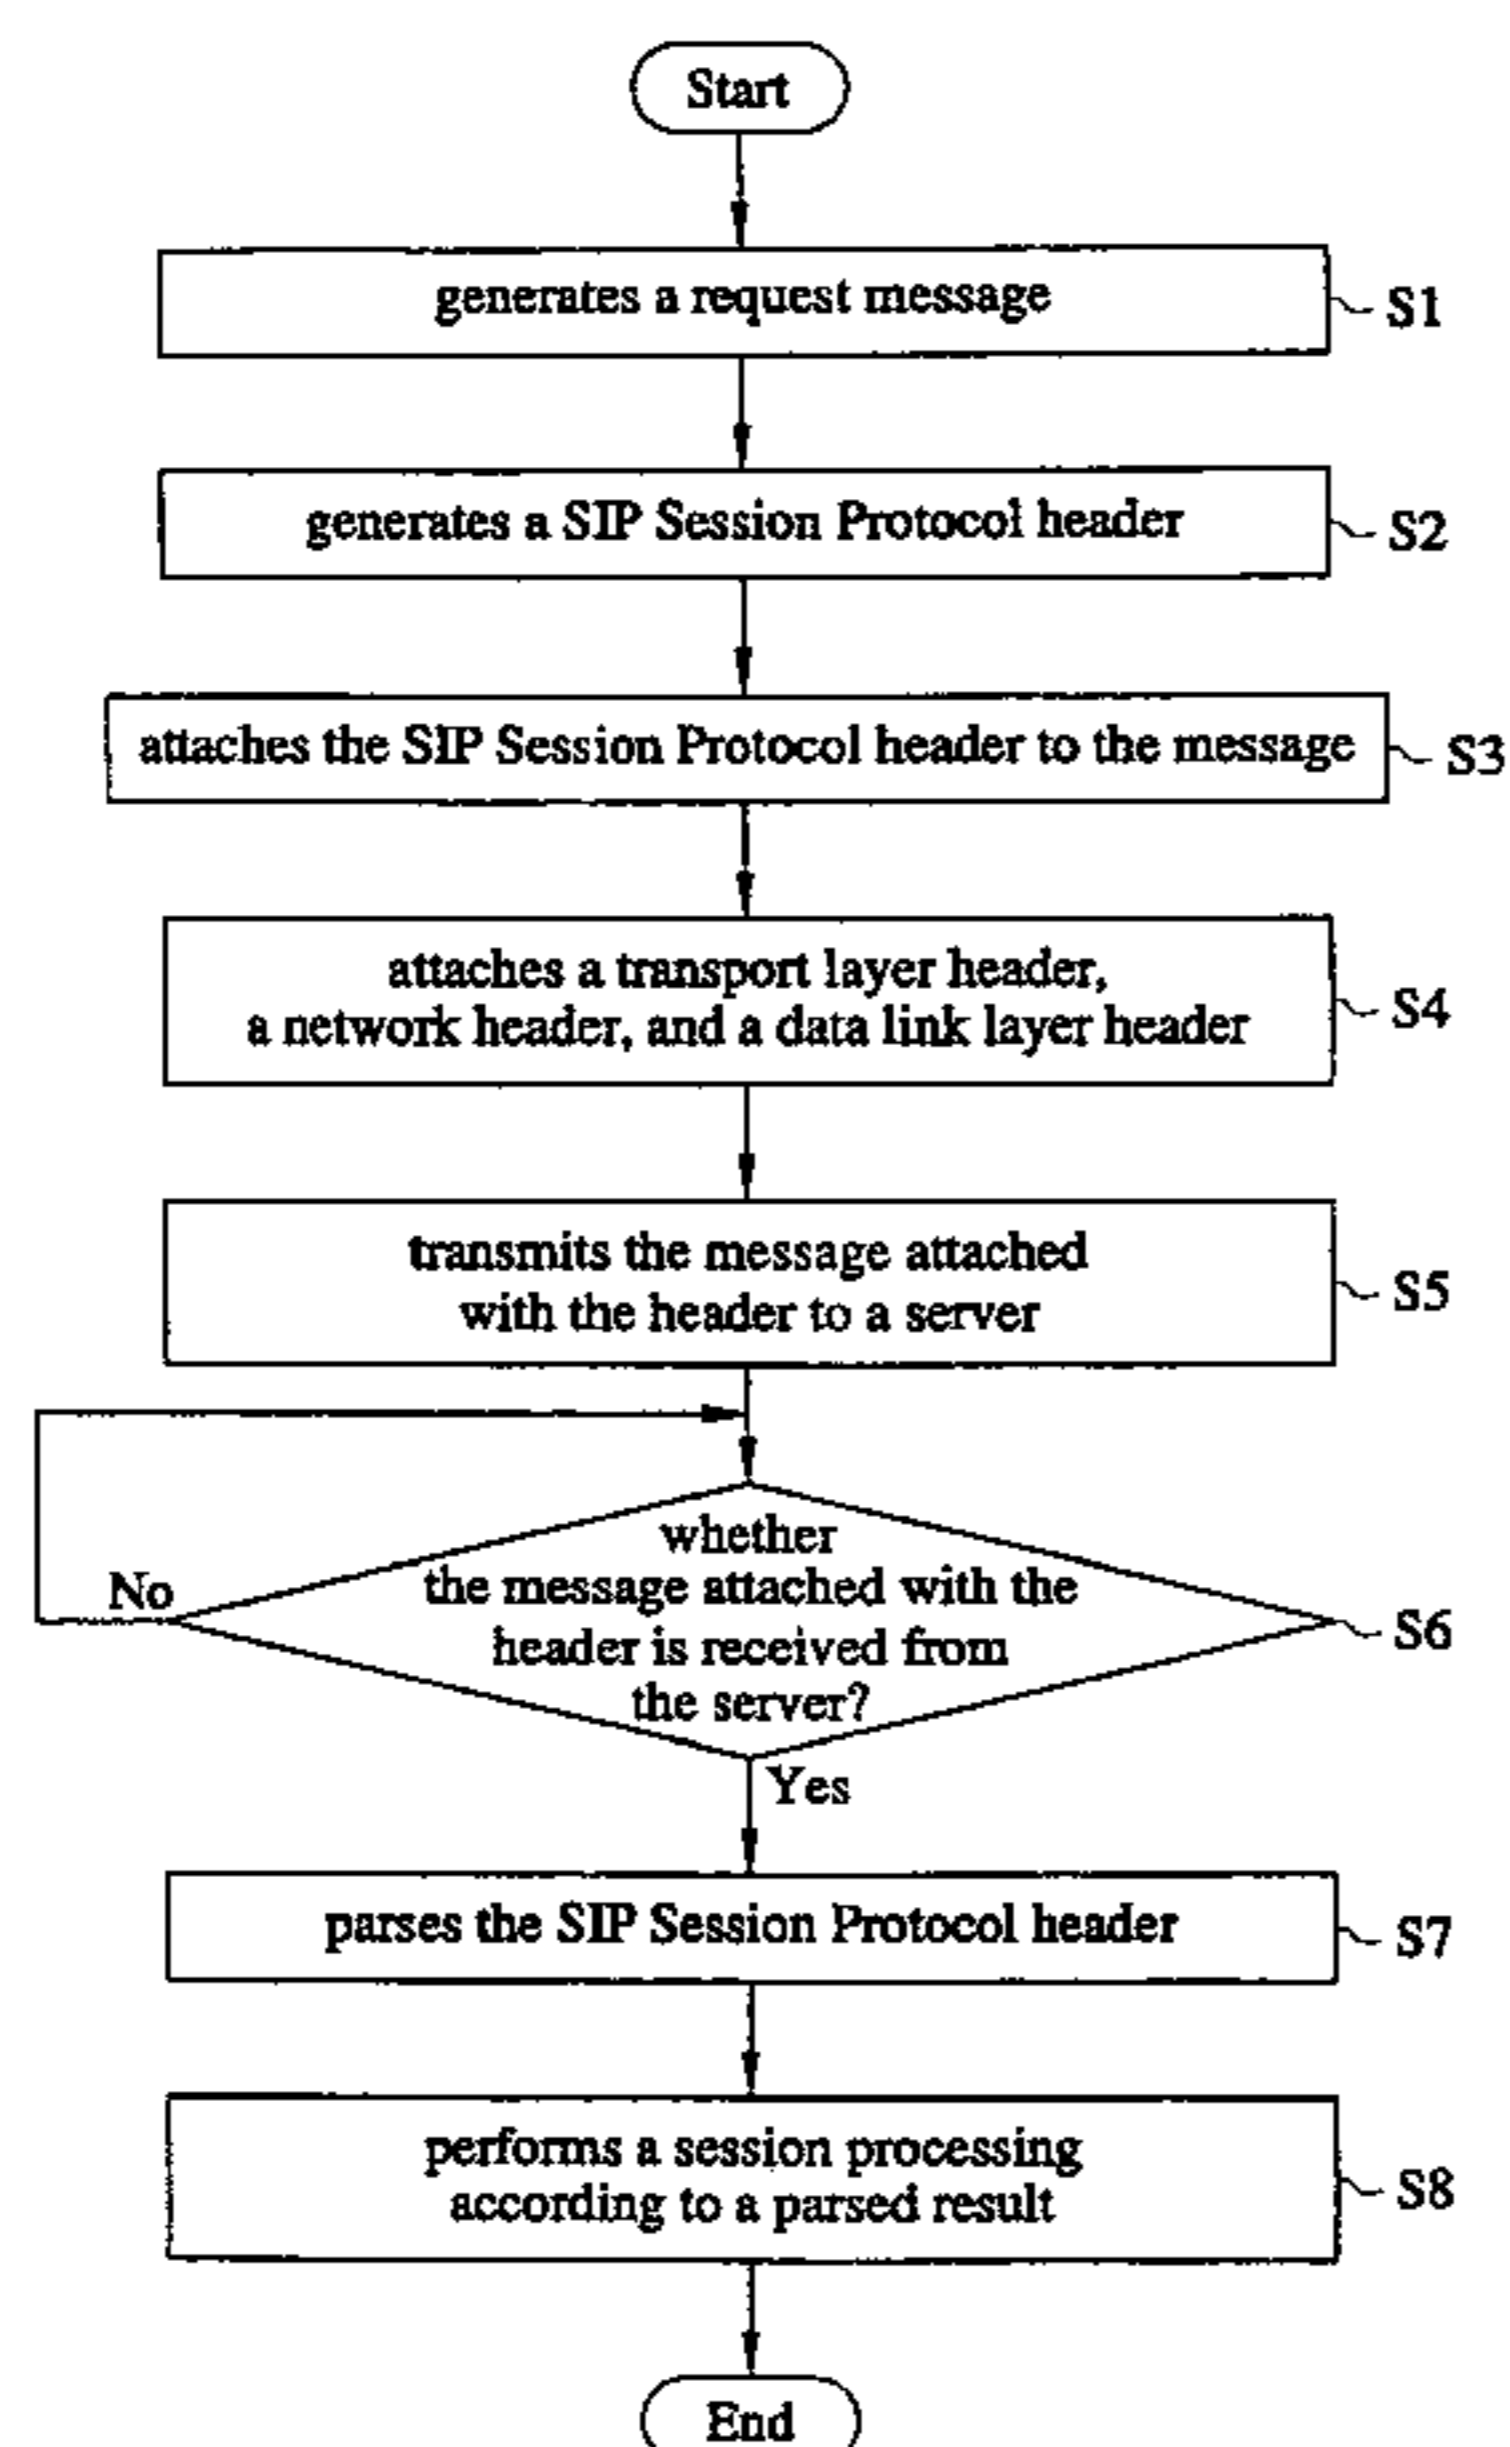 Start
generates a request message
S1
generates a SIP Session Protocol header
S2
attaches the SIP Session Protocol header to the message
S3
attaches a transport layer header,
a network header, and a data link layer header
S4
transmits the message attached
with the header to a server
S5
whether
the message attached with the
header is received from
the server?
No
S6
Yes
parses the SIP Session Protocol header
S7
performs a session processing
according to a parsed result
S8
End